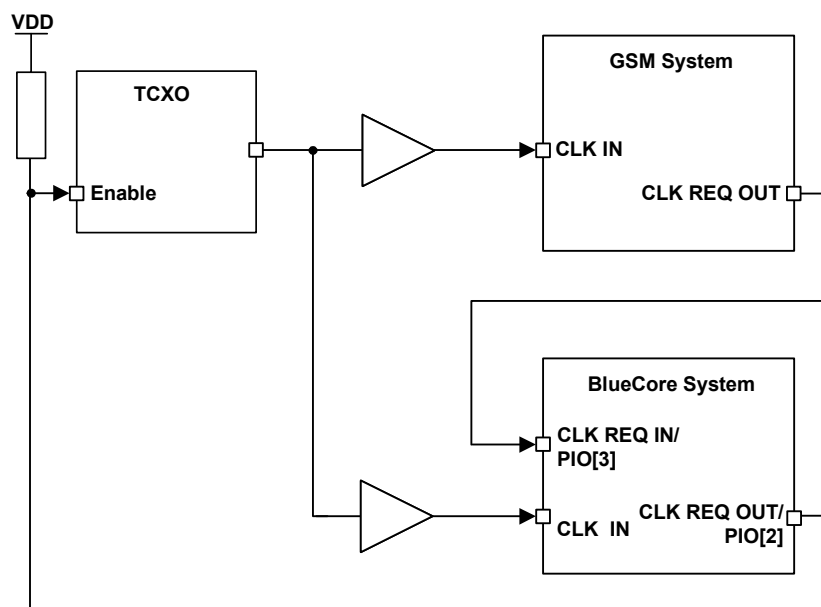 VDD
TCXO
Enable
GSM System
CLK IN
CLK REQ OUT
BlueCore System
CLK REQ IN/
PIO[3]
CLK REQ OUT/
PIO[2]
CLK IN